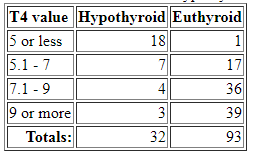 T4 value Hypothyroid Euthyroid
5 or less 18 1
5.1 - 7 7 17
7.1 - 9 4 36
9 or more 3 39
Totals: 32 93